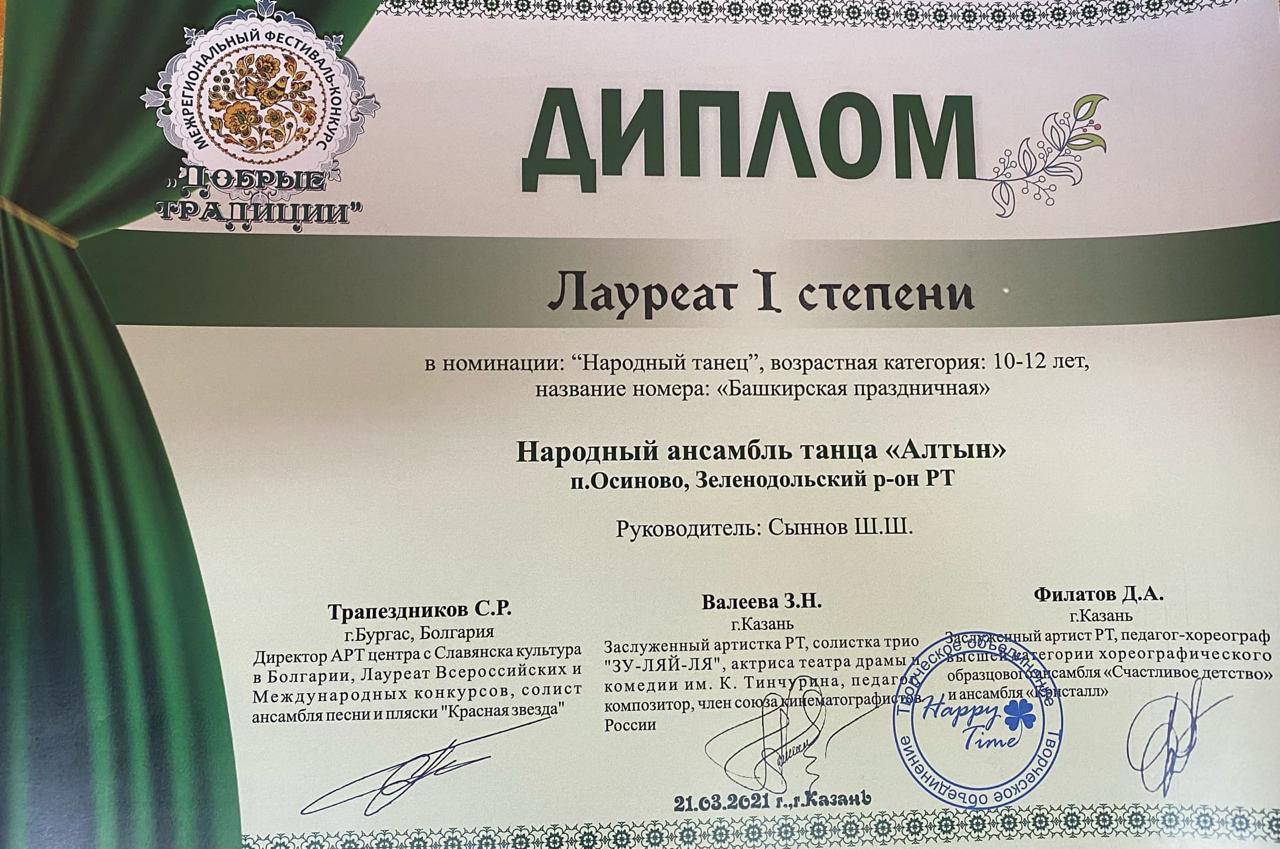 МЕЖРЕГИОНАЛЬНЫЙ ФЕСТИВАЛЬ-КОНКУРС
„ДОБРЫЕ
ТРАДИЦИИ”
ДИПЛОМ
Лауреат I степени
в номинации: “Народный танец”, возрастная категория: 10-12 лет,
название номера: «Башкирская праздничная»
Народный ансамбль танца «Алтын»
п.Осиново, Зеленодольский р-он РТ
Руководитель: Сыннов Ш.Ш.
Трапездников С.Р.
г.Бургас, Болгария
Директор АРТ центра с Славянска культура
в Болгарии, Лауреат Всероссийских и
Международных конкурсов, солист
ансамбля песни и пляски "Красная звезда"
Валеева З.Н.
г.Казань
Заслуженный артистка РТ, солистка трио
"ЗУ-ЛЯЙ-ЛЯ", актриса театра драмы и
комедии им. К. Тинчурина, педагог,
композитор, член союза кинематографистов
России
Филатов Д.А.
г.Казань
Заслуженный артист РТ, педагог-хореограф
высшей категории хореографического
образцового ансамбля «Счастливое детство»
и ансамбля «Кристалл»
Творческое объединение
Творческое объединение
Happy
Time
21.03.2021 г.,г.Казань